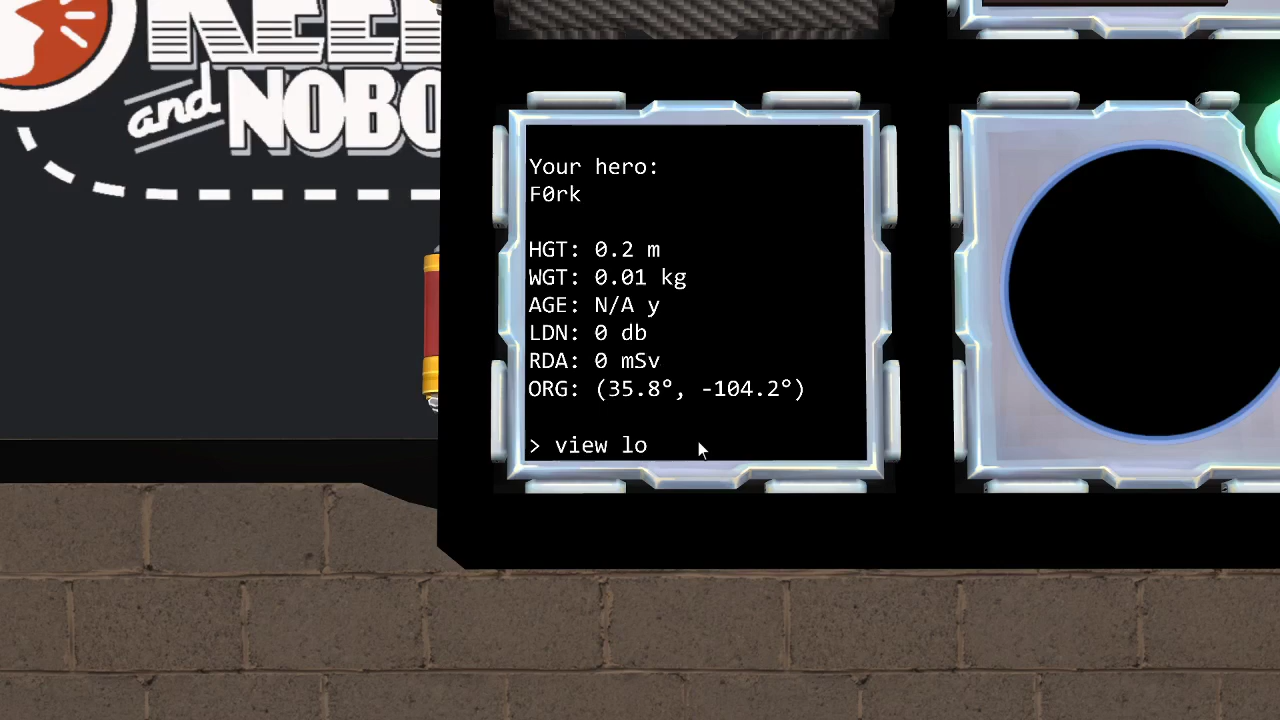 and NOBO
Your hero:
F0rk
HGT: 0.2 m
WGT: 0.01 kg
AGE: N/A y
LDN: 0 db
RDA: 0 mSv
ORG: (35.8°, -104.2°)
> view lo